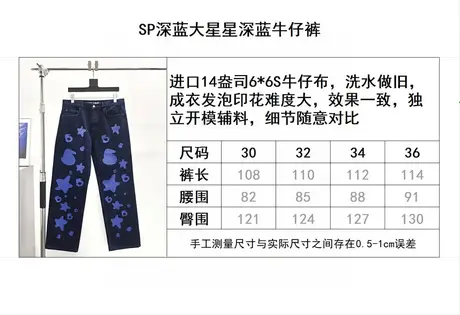 SP深蓝大星星深蓝牛仔裤
进口14盎司6*6S牛仔布，洗水做旧，
成衣发泡印花难度大，效果一致，独
立开模辅料，细节随意对比
尺码 30 32 34 36
裤长 108 110 112 114
腰围 82 85 88 91
臀围 121 124 127 130
手工测量尺寸与实际尺寸之间存在0.5-1cm误差